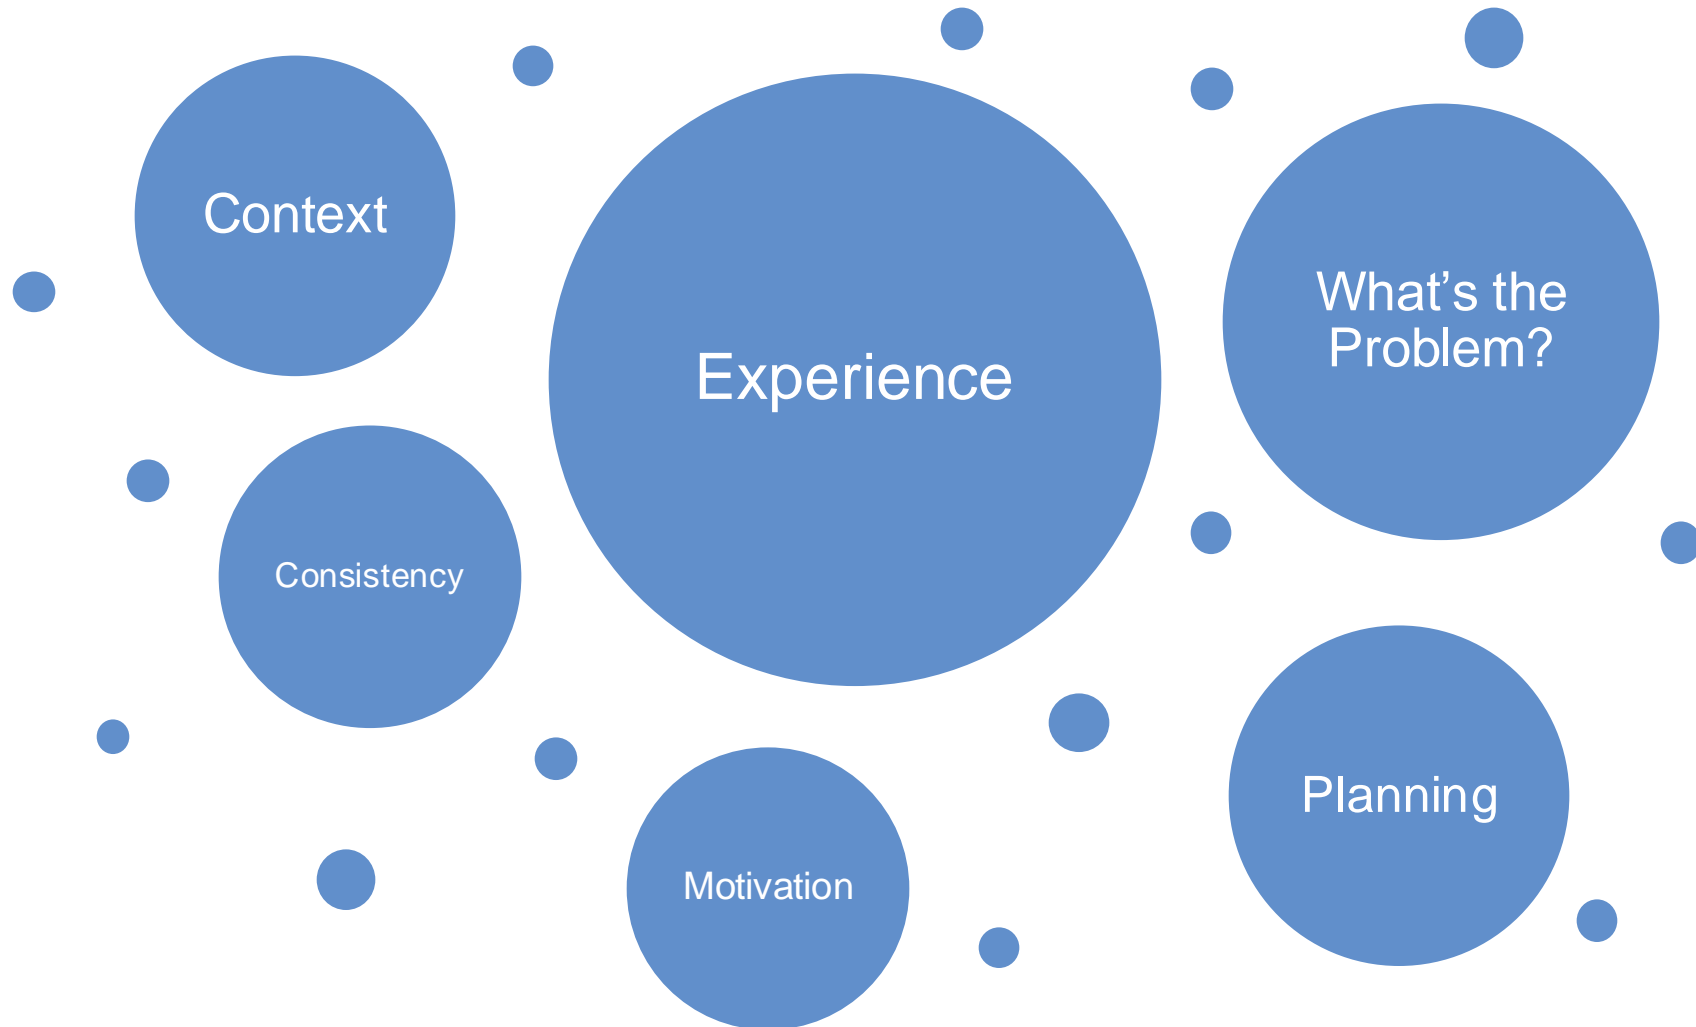 Context
Experience
What’s the
Problem?
Consistency
Planning
Motivation